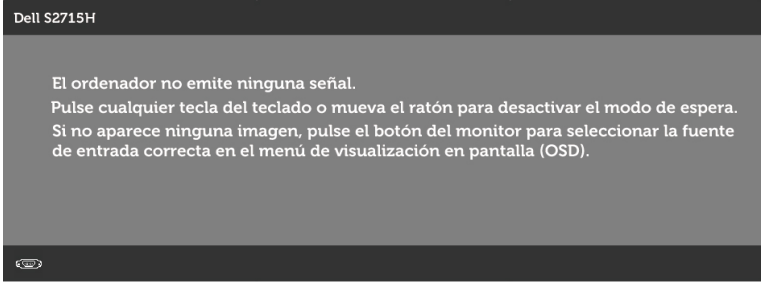 Dell S2715H
El ordenador no emite ninguna señal.
Pulse cualquier tecla del teclado o mueva el ratón para desactivar el modo de espera.
Si no aparece ninguna imagen, pulse el botón del monitor para seleccionar la fuente
de entrada correcta en el menú de visualización en pantalla (OSD).